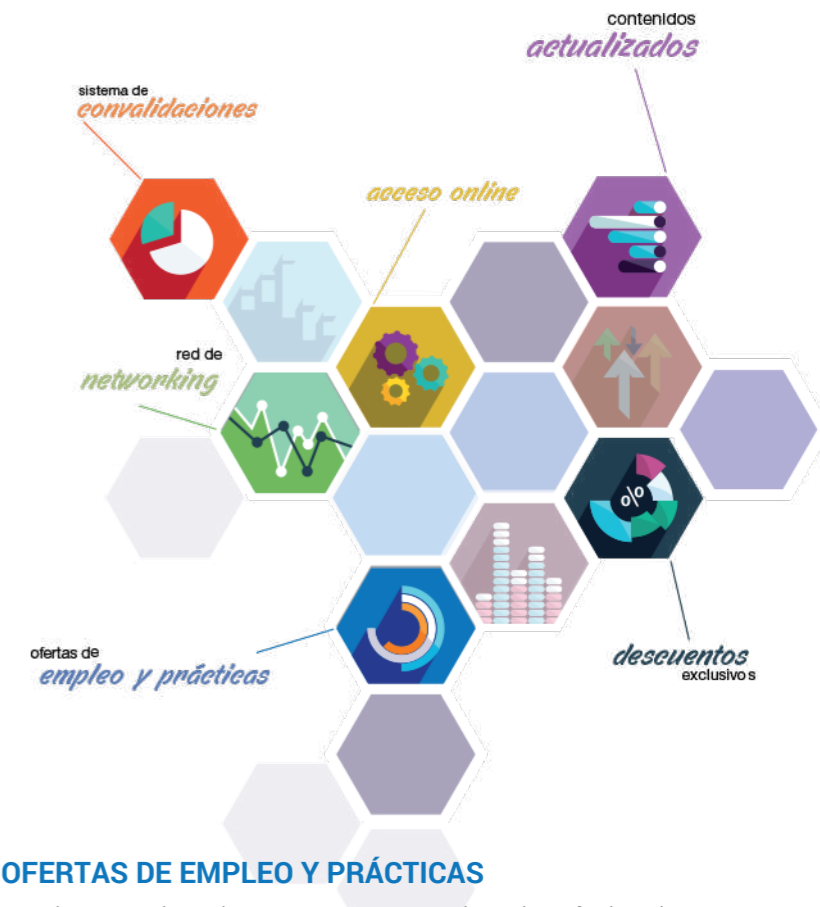 contenidos
actualizados
sistema de
convalidaciones
acceso online
red de
networking
%
ofertas de
empleo y prácticas
descuentos
exclusivos
OFERTAS DE EMPLEO Y PRÁCTICAS